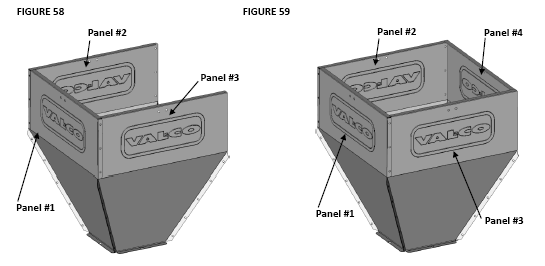 FIGURE 58
Panel #2
Panel #3
Panel #1
VALCO
VALCO
VALCO
FIGURE 59
Panel #2
Panel #4
Panel #1
Panel #3
VALCO
VALCO
VALCO